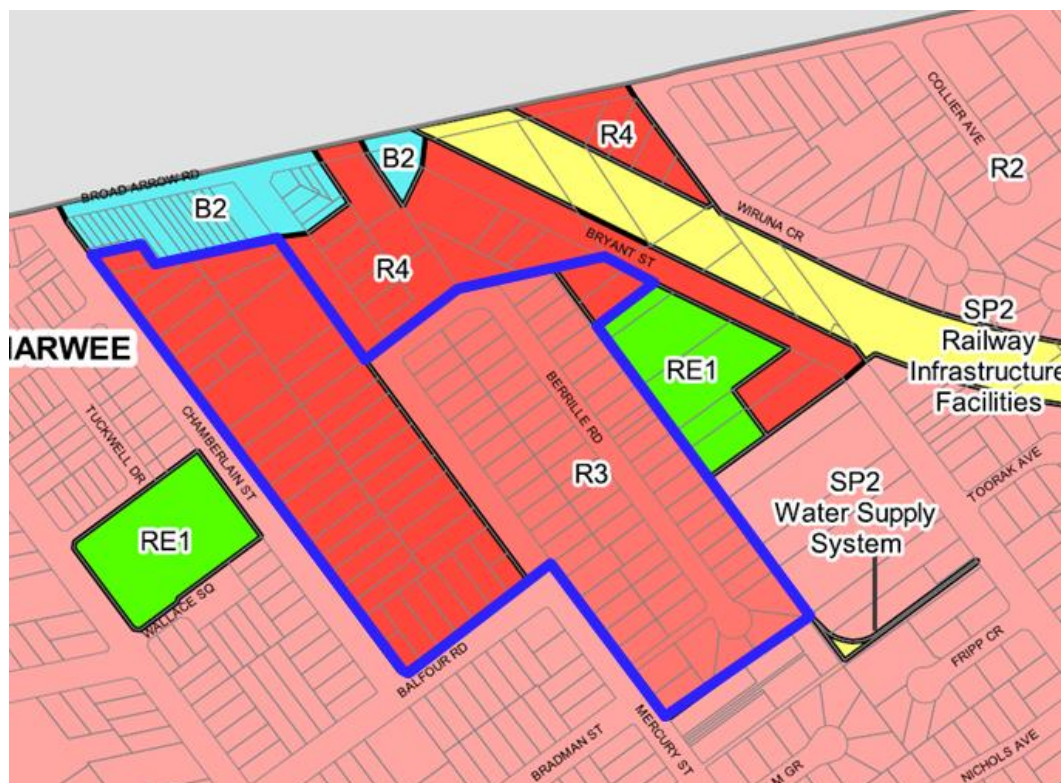 COLLIER AVE
R4
B2
R2
BROAD ARROW RD
B2
WIRUNA CR
BRYANT ST
R4
SP2
Railway
Infrastructure
Facilities
IARWEE
RE1
BERRILLE RD
TUCKWELL DR
CHAMBERLAIN ST
TOORAK AVE
R3
SP2
Water Supply
System
RE1
WALLACE SQ
FRIPP CR
BALFOUR RD
MERCURY ST
BRADMAN ST
M GR
NICHOLS AVE